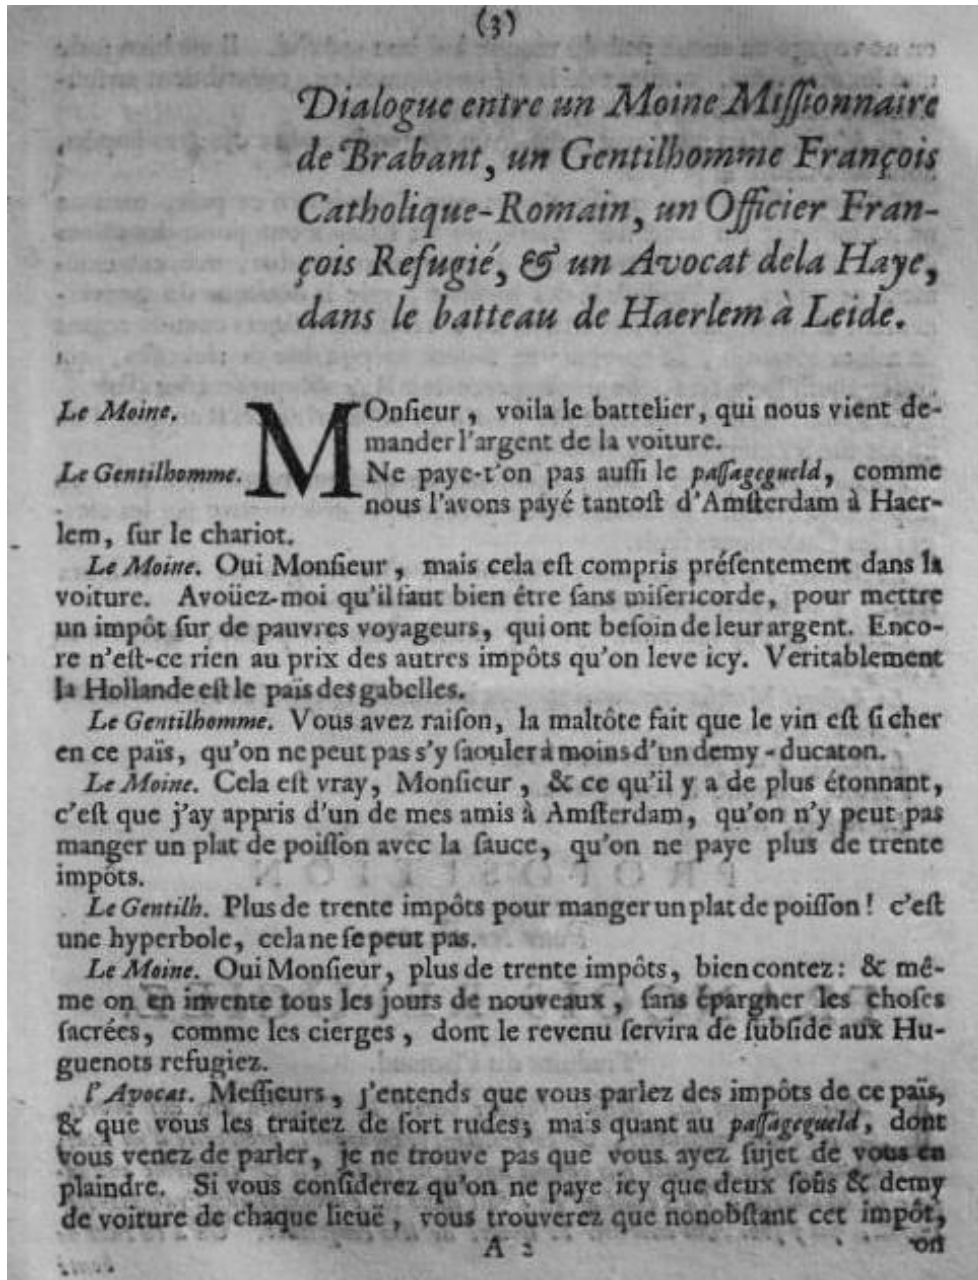 (3)
Dialogue entre un Moine Miſſionnaire
de Brabant, un Gentilhomme François
Catholique-Romain, un Officier Fran-
çois Refugié, & un Avocat dela Haye,
dans le batteau de Haerlem à Leide.
Le Moine. MOnſieur, voila le battelier, qui nous vient de-
mander l'argent de la voiture.
Le Gentilhomme. Ne paye-t'on pas auſſi le paſſagegueld, comme
nous l'avons payé tantoſt d'Amſterdam à Haer-
lem, ſur le chariot.
Le Moine. Oui Monſieur, mais cela eſt compris préſentement dans la
voiture. Avoüez-moi qu'il faut bien être ſans miſericorde, pour mettre
un impôt ſur de pauvres voyageurs, qui ont beſoin de leur argent. Enco-
re n'eſt-ce rien au prix des autres impôts qu'on leve icy. Veritablement
la Hollande eſt le païs des gabelles.
Le Gentilhomme. Vous avez raiſon, la maltôte fait que le vin eſt ſi cher
en ce païs, qu'on ne peut pas s'y ſaouler à moins d'un demy-ducaton.
Le Moine. Cela eſt vray, Monſieur, & ce qu'il y a de plus étonnant,
c'eſt que j'ay appris d'un de mes amis à Amſterdam, qu'on n'y peut pas
manger un plat de poiſſon avec la ſauce, qu'on ne paye plus de trente
impôts.
Le Gentilh. Plus de trente impôts pour manger un plat de poiſſon! c'eſt
une hyperbole, cela ne ſe peut pas.
Le Moine. Oui Monſieur, plus de trente impôts, bien contez: & mê-
me on en invente tous les jours de nouveaux, ſans épargner les choſes
ſacrées, comme les cierges, dont le revenu ſervira de ſubſide aux Hu-
guenots refugiez.
l'Avocat. Meſſieurs, j'entends que vous parlez des impôts de ce païs,
& que vous les traitez de fort rudes; mais quant au paſſagegueld, dont
vous venez de parler, je ne trouve pas que vous ayez ſujet de vous en
plaindre. Si vous conſiderez qu'on ne paye icy que deux ſoûs & demy
de voiture de chaque lieuë, vous trouverez que nonobſtant cet impôt,
A 2
on